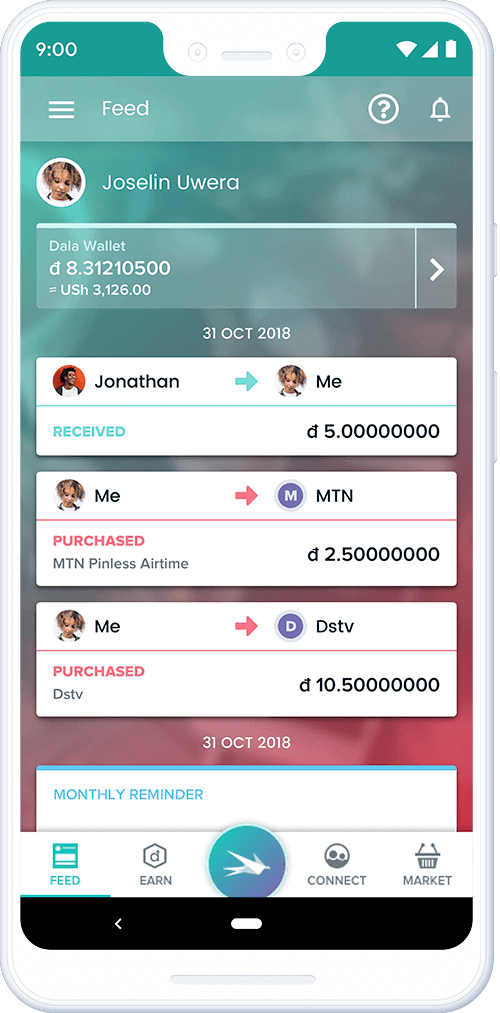 9:00
Feed
Joselin Uwera
Dala Wallet
đ 8.31210500
≈ USh 3,126.00
31 OCT 2018
Jonathan Me
RECEIVED đ 5.00000000
Me M MTN
PURCHASED
MTN Pinless Airtime đ 2.50000000
Me D Dstv
PURCHASED
Dstv đ 10.50000000
31 OCT 2018
MONTHLY REMINDER
FEED EARN CONNECT MARKET